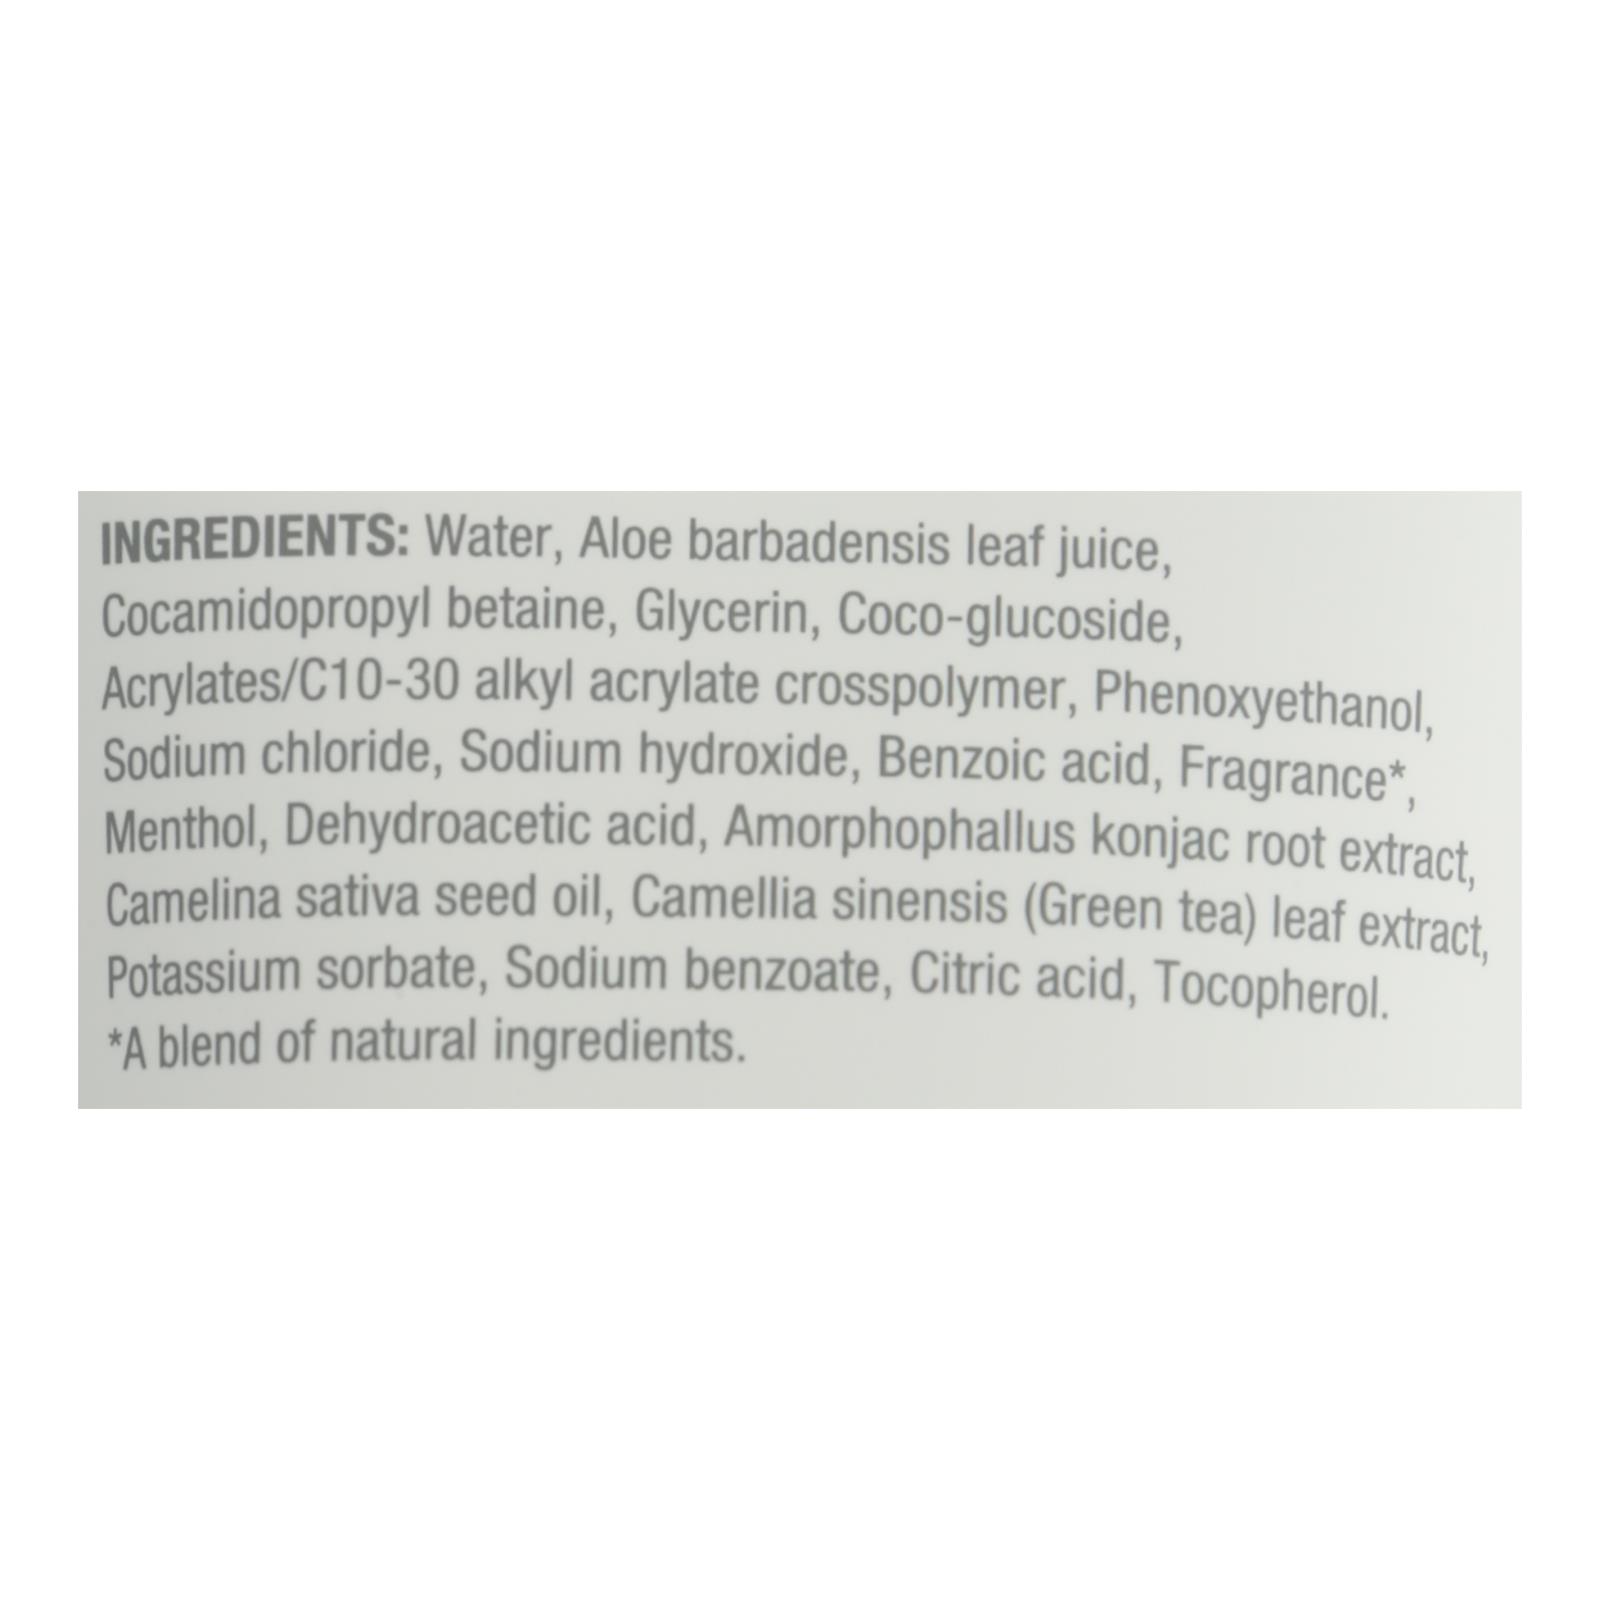 INGREDIENTS: Water, Aloe barbadensis leaf juice,
Cocamidopropyl betaine, Glycerin, Coco-glucoside,
Acrylates/C10-30 alkyl acrylate crosspolymer, Phenoxyethanol,
Sodium chloride, Sodium hydroxide, Benzoic acid, Fragrance*,
Menthol, Dehydroacetic acid, Amorphophallus konjac root extract,
Camelina sativa seed oil, Camellia sinensis (Green tea) leaf extract,
Potassium sorbate, Sodium benzoate, Citric acid, Tocopherol.
*A blend of natural ingredients.